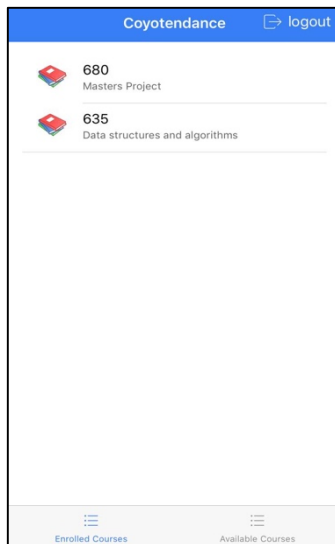 Coyotendance
logout
680
Masters Project
635
Data structures and algorithms
Enrolled Courses
Available Courses